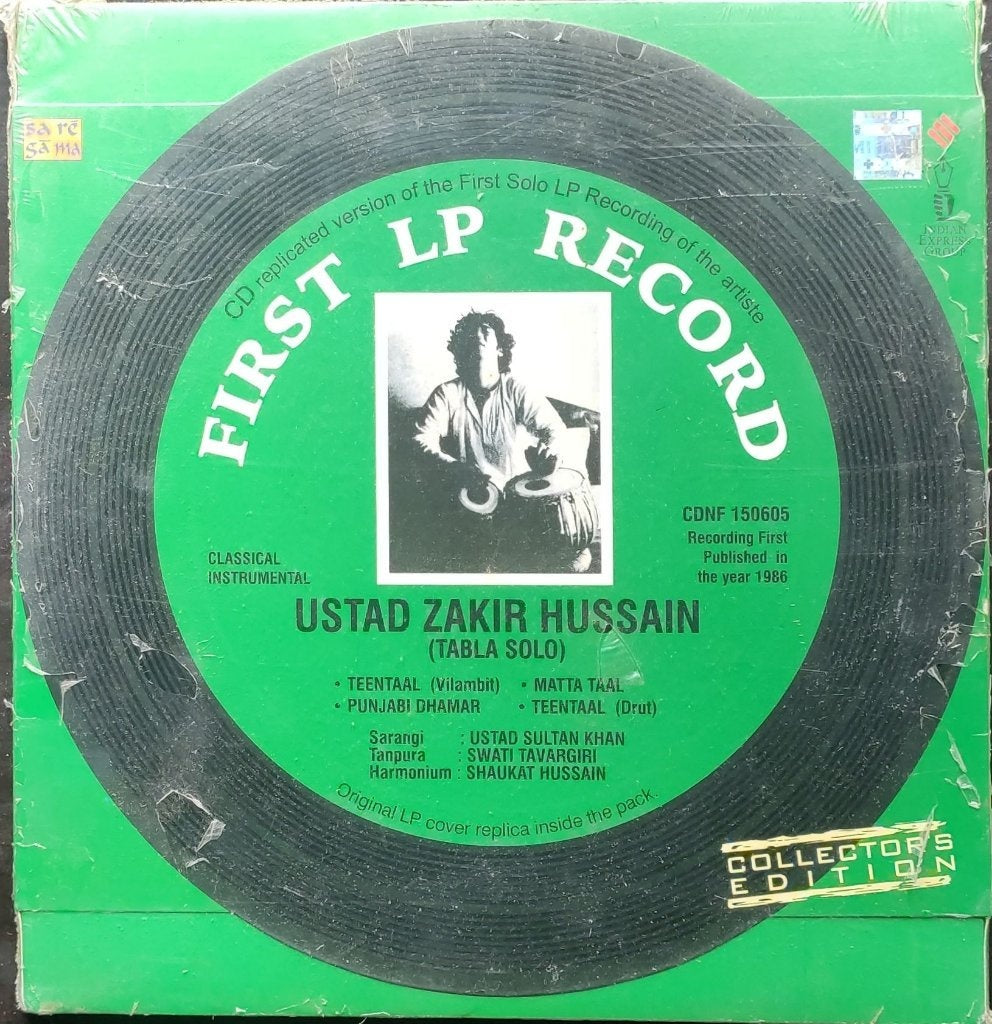 sa rē
gā ma
INDIAN
EXPRESS
GROUP
CD replicated version of the First Solo LP Recording of the artiste
FIRST LP RECORD
CDNF 150605
Recording First
Published in
the year 1986
CLASSICAL
INSTRUMENTAL
USTAD ZAKIR HUSSAIN
(TABLA SOLO)
• TEENTAAL (Vilambit) • MATTA TAAL
• PUNJABI DHAMAR • TEENTAAL (Drut)
Sarangi : USTAD SULTAN KHAN
Tanpura : SWATI TAVARGIRI
Harmonium : SHAUKAT HUSSAIN
Original LP cover replica inside the pack.
COLLECTOR'S
EDITION